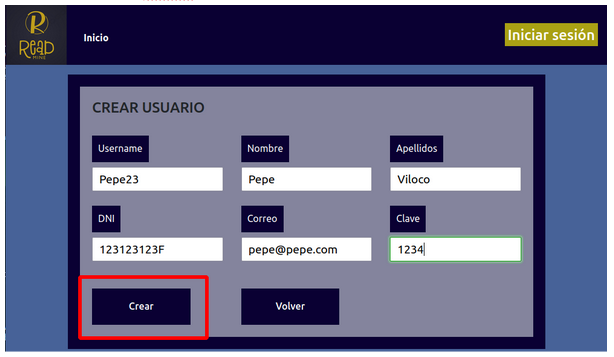 READ
MIND
Inicio
Iniciar sesión
CREAR USUARIO
Username
Nombre
Apellidos
Pepe23
Pepe
Viloco
DNI
Correo
Clave
123123123F
pepe@pepe.com
1234
Crear
Volver